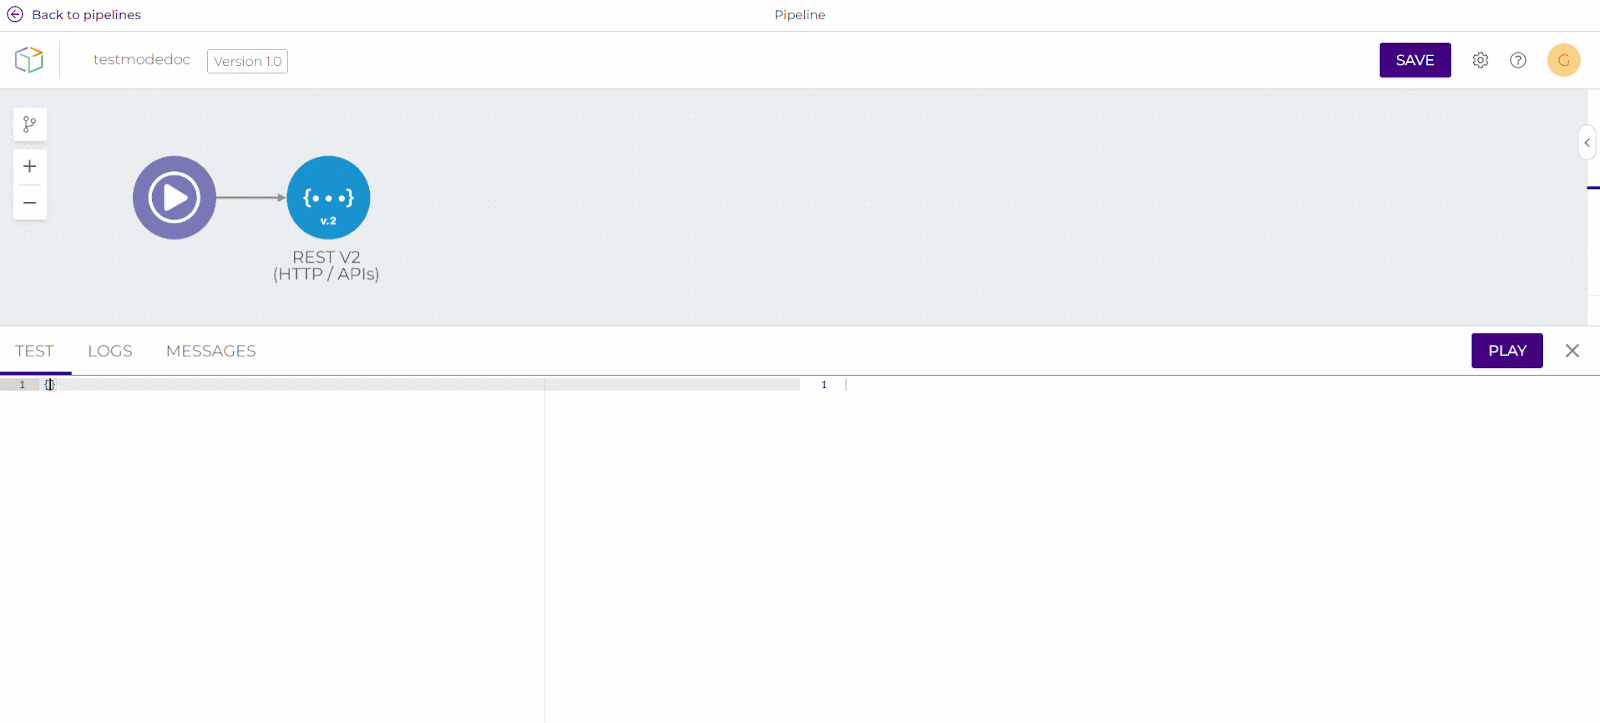 Back to pipelines
Pipeline
testmodedoc
Version 1.0
SAVE
G
{...}
v.2
REST V2
(HTTP / APIs)
TEST
LOGS
MESSAGES
PLAY
1 {}
1